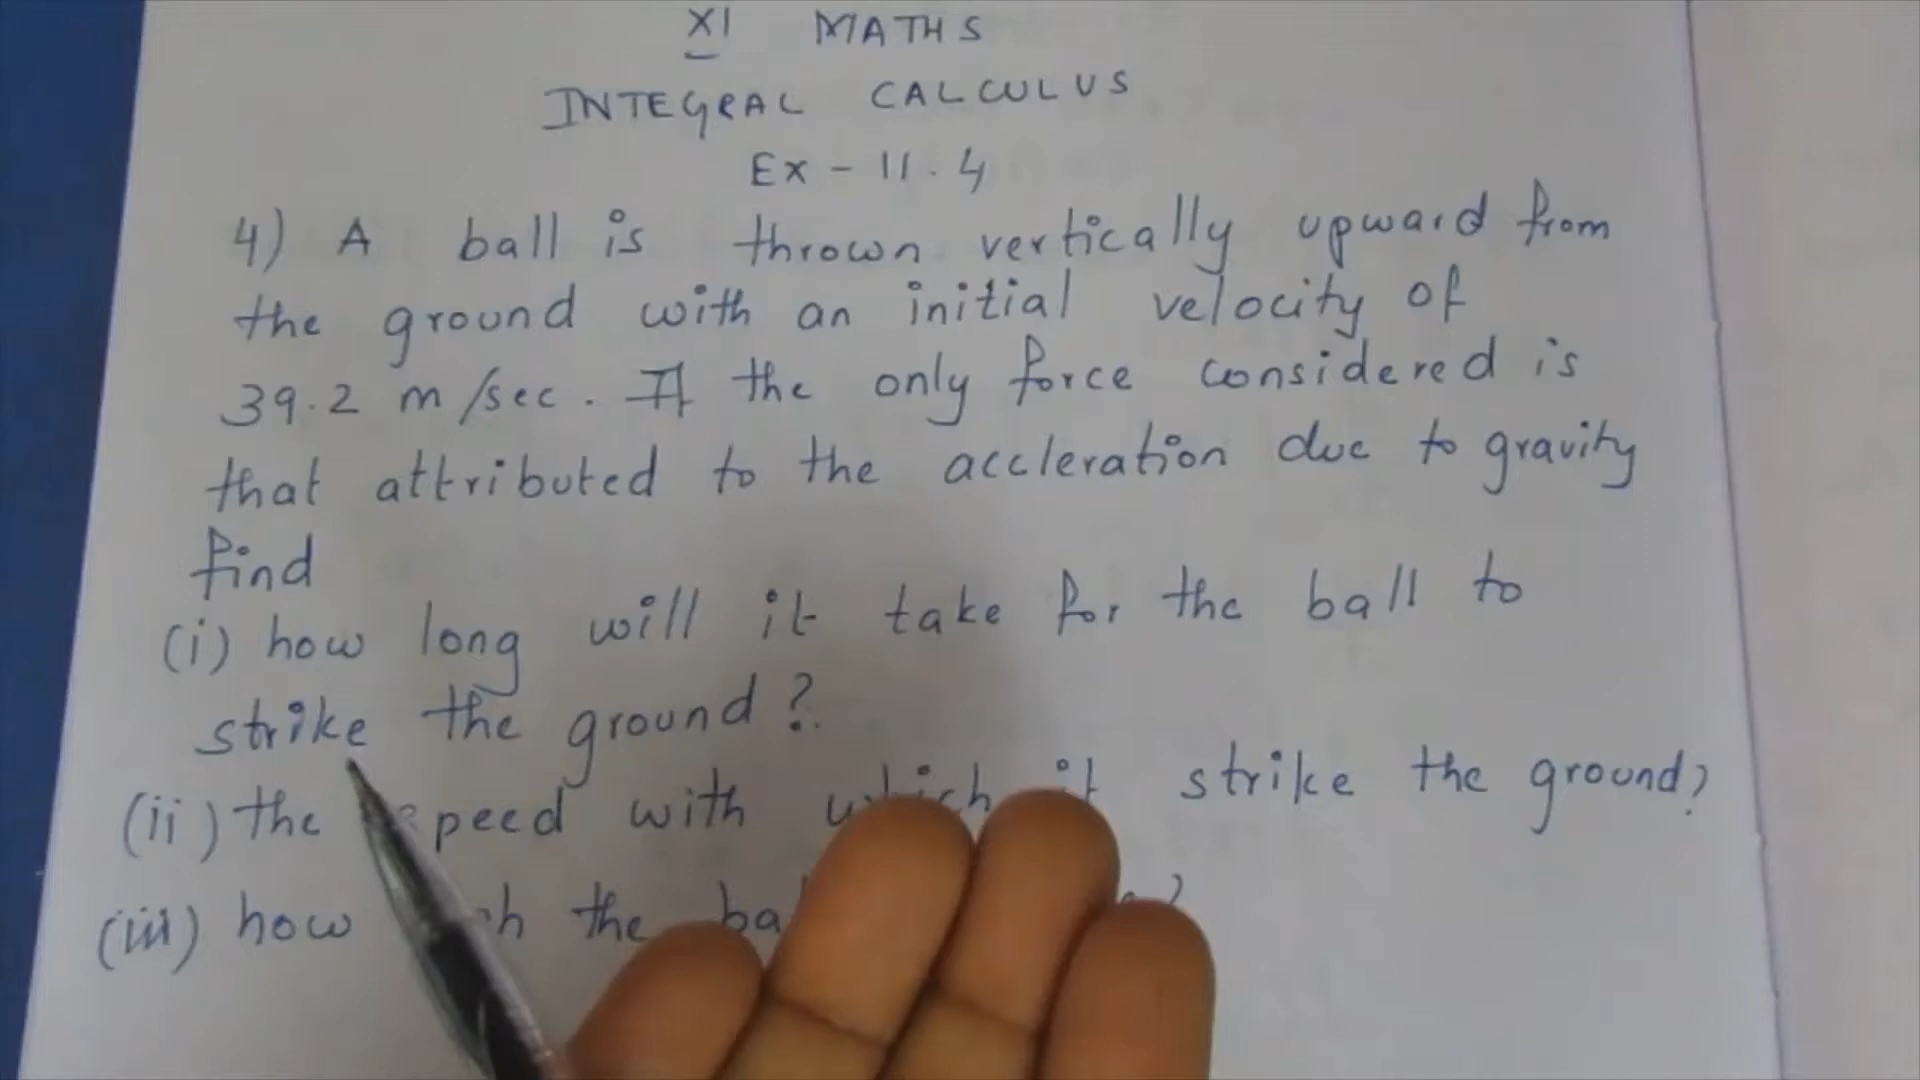 XI MATHS
INTEGRAL CALCULUS
Ex - 11.4
4) A ball is thrown vertically upward from
the ground with an initial velocity of
39.2 m/sec. If the only force considered is
that attributed to the accleration due to gravity
find
(i) how long will it take for the ball to
strike the ground?
(ii) the speed with which it strike the ground?
(iii) how the